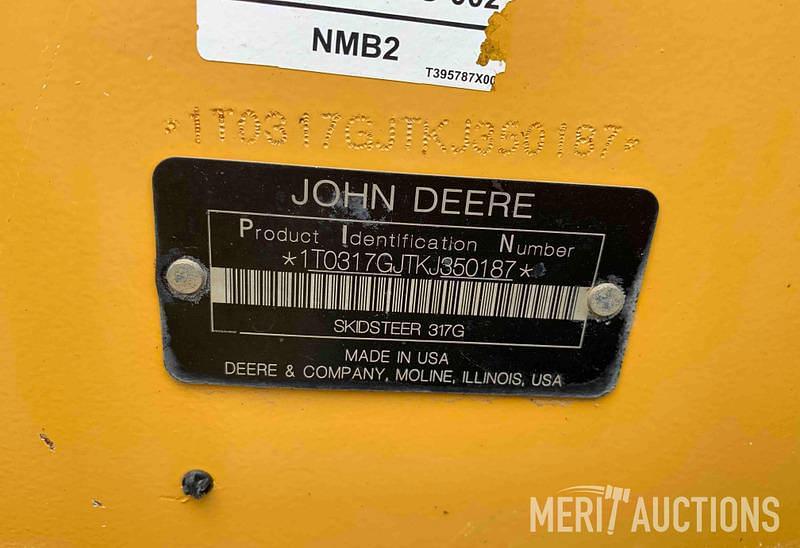 NMB2
T395787X00
*1T0317GJTKJ350187*
JOHN DEERE
Product Identification Number
*1T0317GJTKJ350187*
SKIDSTEER 317G
MADE IN USA
DEERE & COMPANY, MOLINE, ILLINOIS, USA
MERIT AUCTIONS